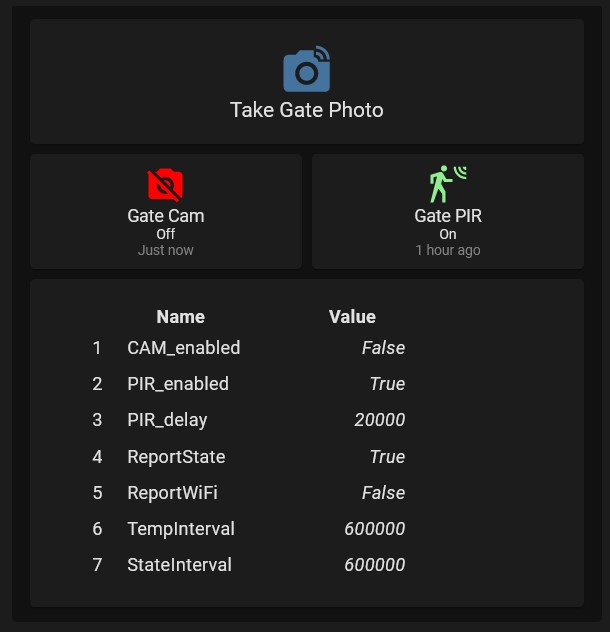 Take Gate Photo
Gate Cam
Off
Just now
Gate PIR
On
1 hour ago
Name Value
1 CAM_enabled False
2 PIR_enabled True
3 PIR_delay 20000
4 ReportState True
5 ReportWiFi False
6 TempInterval 600000
7 StateInterval 600000